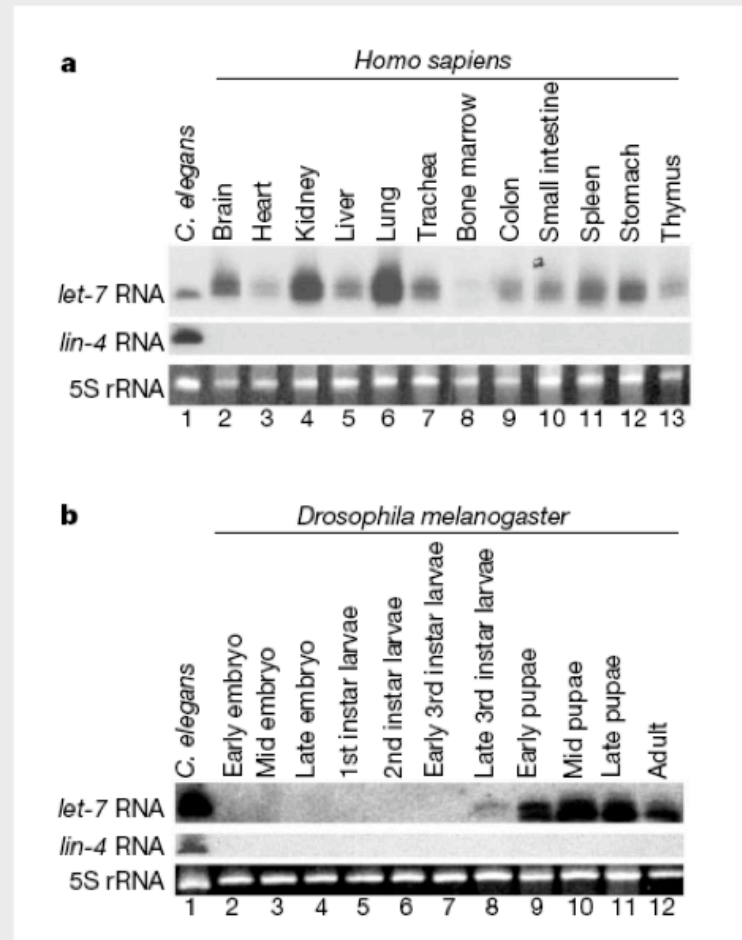 a
Homo sapiens
C. elegans
Brain
Heart
Kidney
Liver
Lung
Trachea
Bone marrow
Colon
Small intestine
Spleen
Stomach
Thymus
let-7 RNA
lin-4 RNA
5S rRNA
1 2 3 4 5 6 7 8 9 10 11 12 13
b
Drosophila melanogaster
C. elegans
Early embryo
Mid embryo
Late embryo
1st instar larvae
2nd instar larvae
Early 3rd instar larvae
Late 3rd instar larvae
Early pupae
Mid pupae
Late pupae
Adult
let-7 RNA
lin-4 RNA
5S rRNA
1 2 3 4 5 6 7 8 9 10 11 12